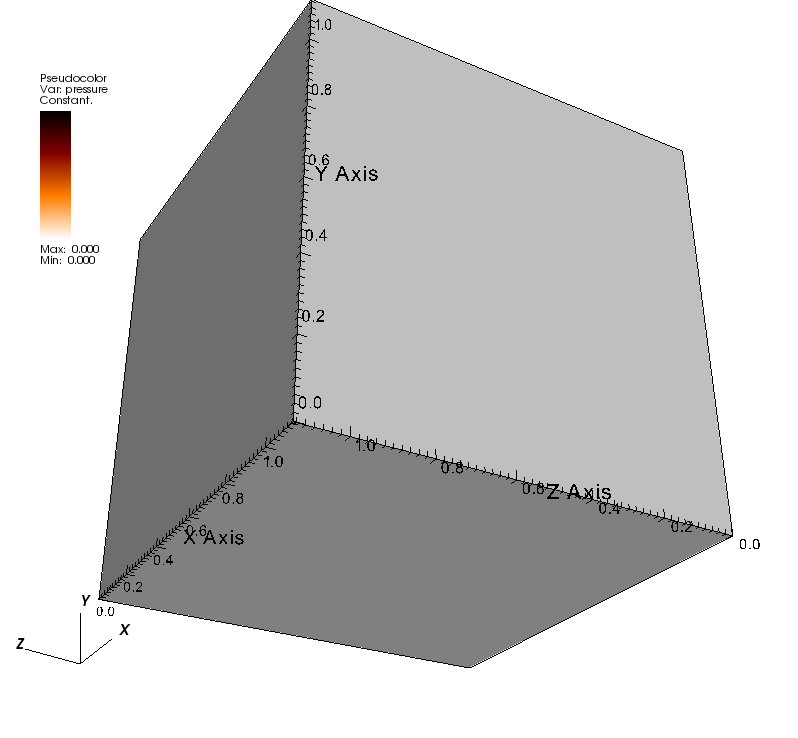 Pseudocolor
Var: pressure
Constant.
Max: 0.000
Min: 0.000
1.0
0.8
0.6
Y Axis
0.4
0.2
0.0
1.0
0.8
0.6
Z Axis
0.4
0.2
0.0
1.0
0.8
0.6
X Axis
0.4
0.2
0.0
Y
X
Z